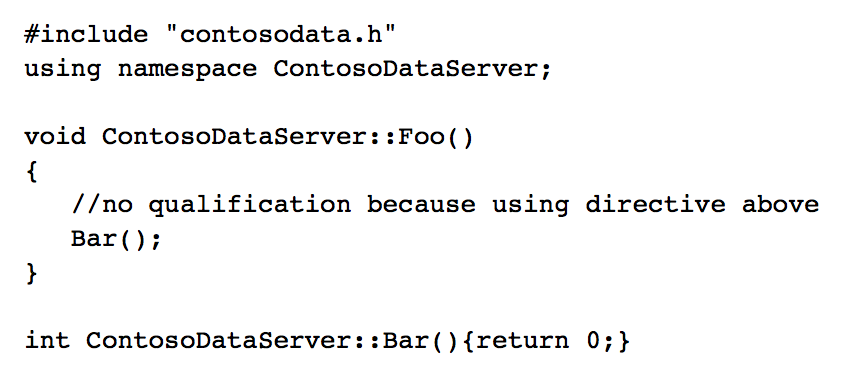 #include "contosodata.h"
using namespace ContosoDataServer;

void ContosoDataServer::Foo()
{
   //no qualification because using directive above
   Bar();
}

int ContosoDataServer::Bar(){return 0;}